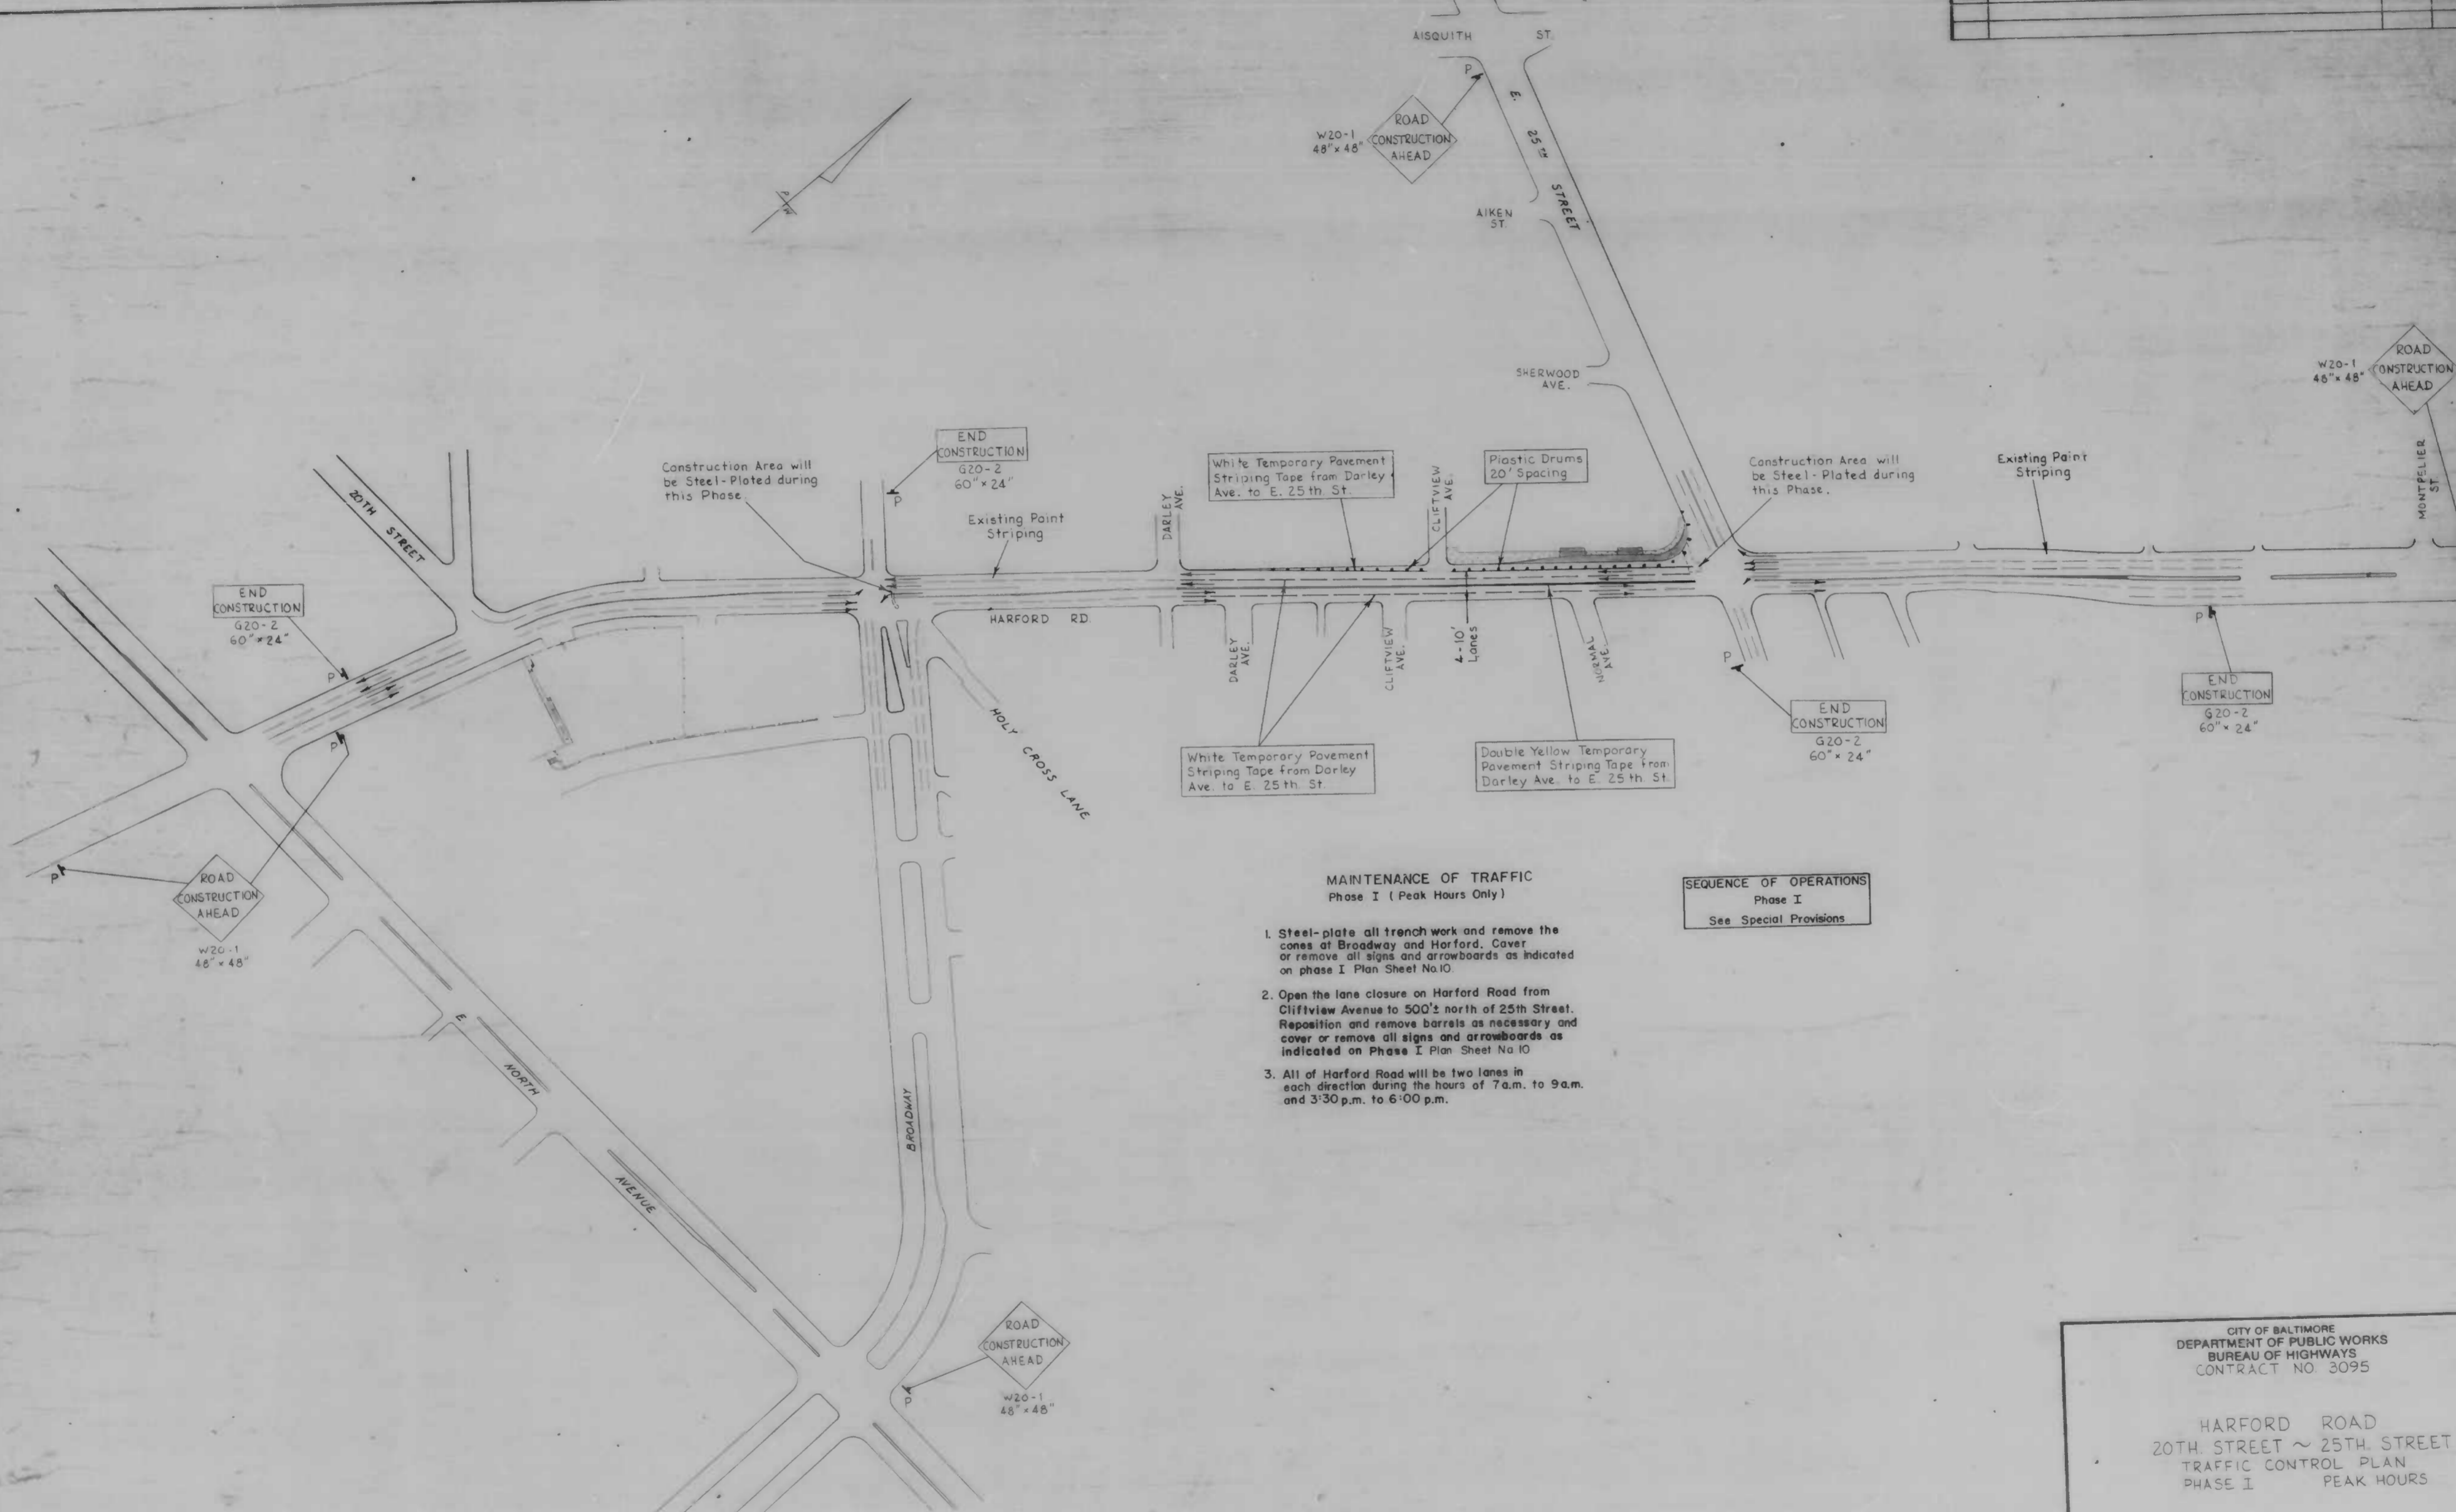 AISQUITH ST.
P
ROAD
CONSTRUCTION
AHEAD
W20-1
48" x 48"
E. 25TH STREET
AIKEN
ST.
SHERWOOD
AVE.
ROAD
CONSTRUCTION
AHEAD
W20-1
48" x 48"
MONTPELIER
ST.
20TH STREET
Construction Area will
be Steel-Plated during
this Phase.
END
CONSTRUCTION
G20-2
60" x 24"
P
Existing Paint
Striping
DARLEY
AVE.
White Temporary Pavement
Striping Tape from Darley
Ave. to E. 25th. St.
CLIFTVIEW
AVE.
Plastic Drums
20' Spacing
Construction Area will
be Steel-Plated during
this Phase.
Existing Paint
Striping
END
CONSTRUCTION
G20-2
60" x 24"
P
HARFORD RD.
DARLEY
AVE.
CLIFTVIEW
AVE.
4-10'
Lanes
NORMAL
AVE.
P
P
END
CONSTRUCTION
G20-2
60" x 24"
END
CONSTRUCTION
G20-2
60" x 24"
P
HOLY CROSS LANE
White Temporary Pavement
Striping Tape from Darley
Ave. to E. 25th. St.
Double Yellow Temporary
Pavement Striping Tape from
Darley Ave. to E. 25th. St.
P
ROAD
CONSTRUCTION
AHEAD
W20-1
48" x 48"
MAINTENANCE OF TRAFFIC
Phase I (Peak Hours Only)
1. Steel-plate all trench work and remove the
cones at Broadway and Harford. Cover
or remove all signs and arrowboards as indicated
on phase I Plan Sheet No.10.
2. Open the lane closure on Harford Road from
Cliftview Avenue to 500'± north of 25th Street.
Reposition and remove barrels as necessary and
cover or remove all signs and arrowboards as
indicated on Phase I Plan Sheet No 10
3. All of Harford Road will be two lanes in
each direction during the hours of 7a.m. to 9a.m.
and 3:30 p.m. to 6:00 p.m.
SEQUENCE OF OPERATIONS
Phase I
See Special Provisions
E. NORTH AVENUE
BROADWAY
ROAD
CONSTRUCTION
AHEAD
W20-1
48" x 48"
P
CITY OF BALTIMORE
DEPARTMENT OF PUBLIC WORKS
BUREAU OF HIGHWAYS
CONTRACT NO. 3095
HARFORD ROAD
20TH. STREET ~ 25TH. STREET
TRAFFIC CONTROL PLAN
PHASE I PEAK HOURS